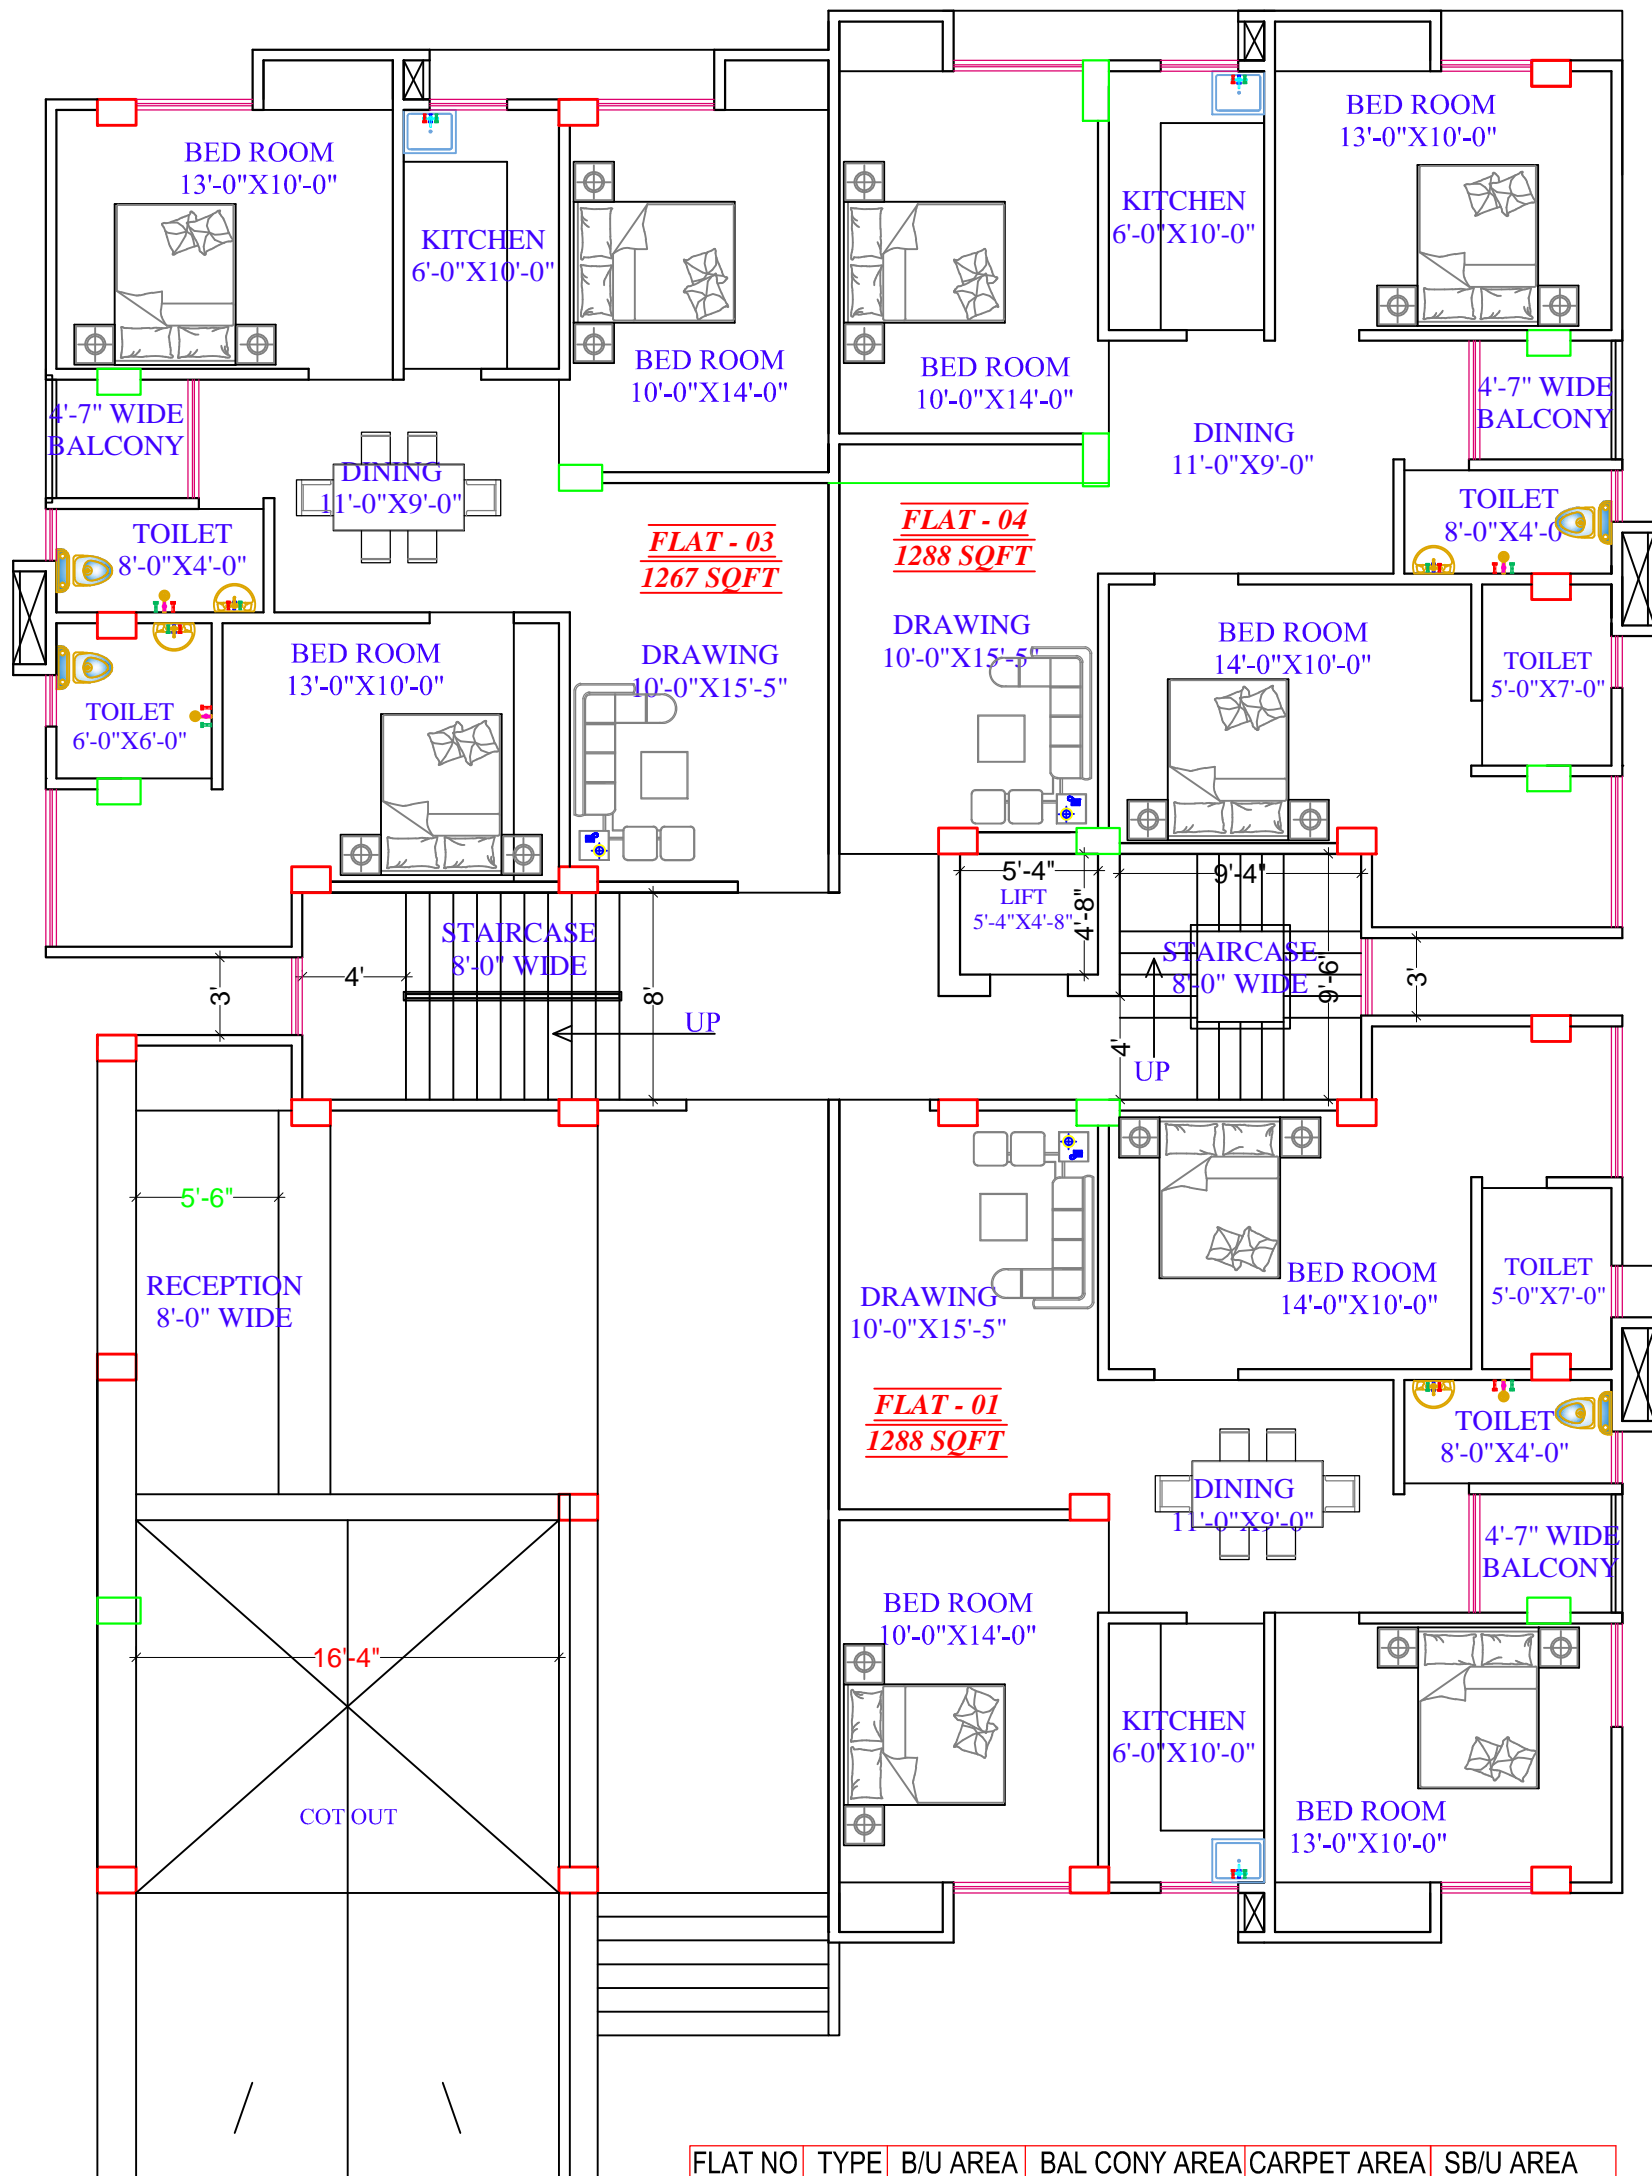 BED ROOM
13'-0"X10'-0"
KITCHEN
6'-0"X10'-0"
BED ROOM
10'-0"X14'-0"
4'-7" WIDE
BALCONY
DINING
11'-0"X9'-0"
TOILET
8'-0"X4'-0"
FLAT - 03
1267 SQFT
TOILET
6'-0"X6'-0"
BED ROOM
13'-0"X10'-0"
DRAWING
10'-0"X15'-5"
BED ROOM
10'-0"X14'-0"
KITCHEN
6'-0"X10'-0"
BED ROOM
13'-0"X10'-0"
DINING
11'-0"X9'-0"
4'-7" WIDE
BALCONY
FLAT - 04
1288 SQFT
TOILET
8'-0"X4'-0
DRAWING
10'-0"X15'-5"
BED ROOM
14'-0"X10'-0"
TOILET
5'-0"X7'-0"
STAIRCASE
8'-0" WIDE
4'
3'
8'
UP
5'-4"
LIFT
5'-4"X4'-8"
4'-8"
9'-4"
STAIRCASE
8'-0" WIDE
9'-6"
3'
4'
UP
5'-6"
RECEPTION
8'-0" WIDE
16'-4"
COT OUT
DRAWING
10'-0"X15'-5"
BED ROOM
14'-0"X10'-0"
TOILET
5'-0"X7'-0"
FLAT - 01
1288 SQFT
TOILET
8'-0"X4'-0"
DINING
11'-0"X9'-0"
4'-7" WIDE
BALCONY
BED ROOM
10'-0"X14'-0"
KITCHEN
6'-0"X10'-0"
BED ROOM
13'-0"X10'-0"
FLAT NO TYPE B/U AREA BAL CONY AREA CARPET AREA SB/U AREA